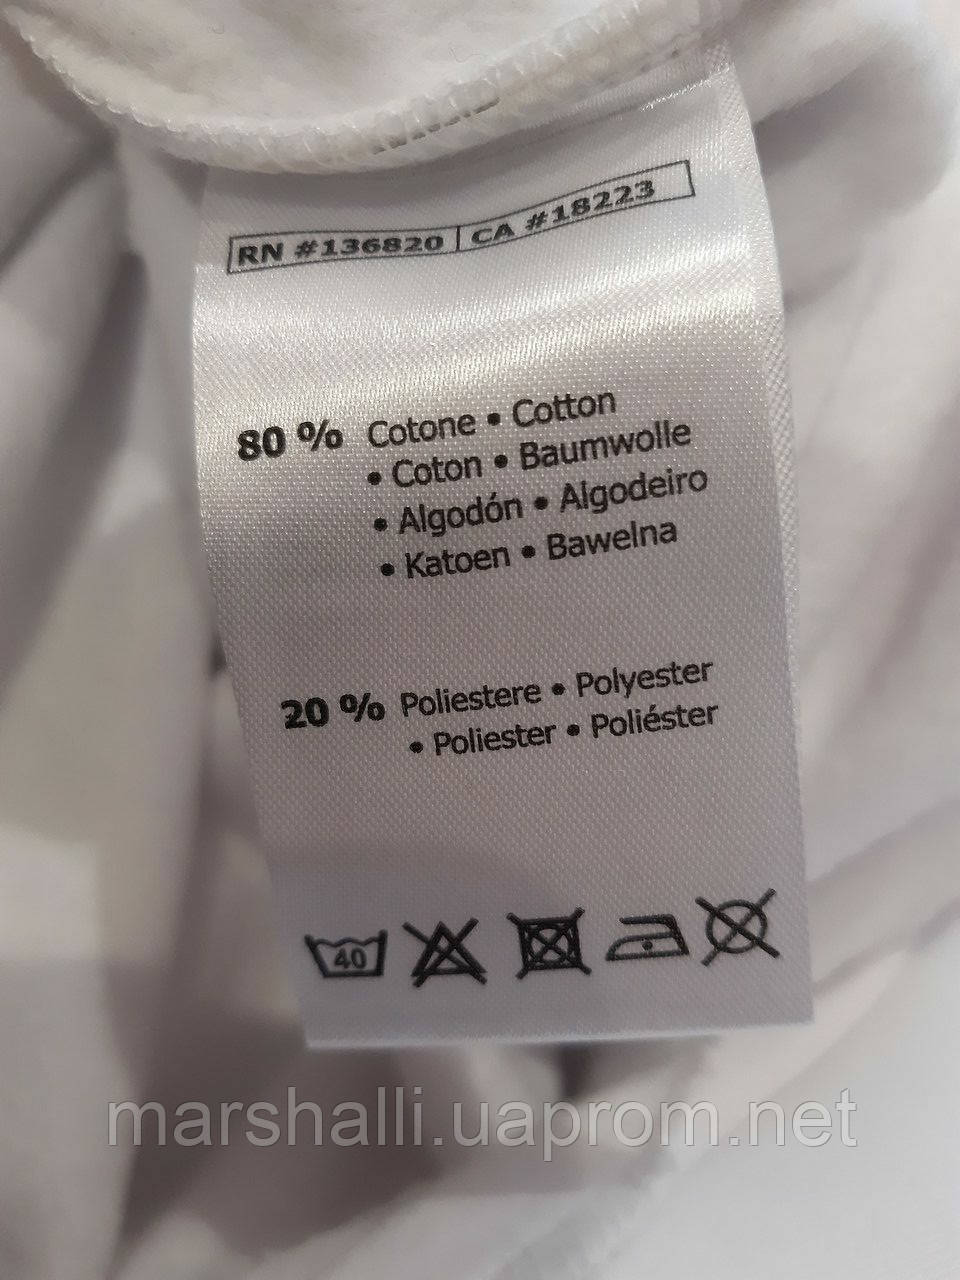 RN #136820 | CA #18223
80 % Cotone • Cotton
• Coton • Baumwolle
• Algodón • Algodeiro
• Katoen • Bawelna
20 % Poliestere • Polyester
• Poliester • Poliéster
40
marshalli.uaprom.net